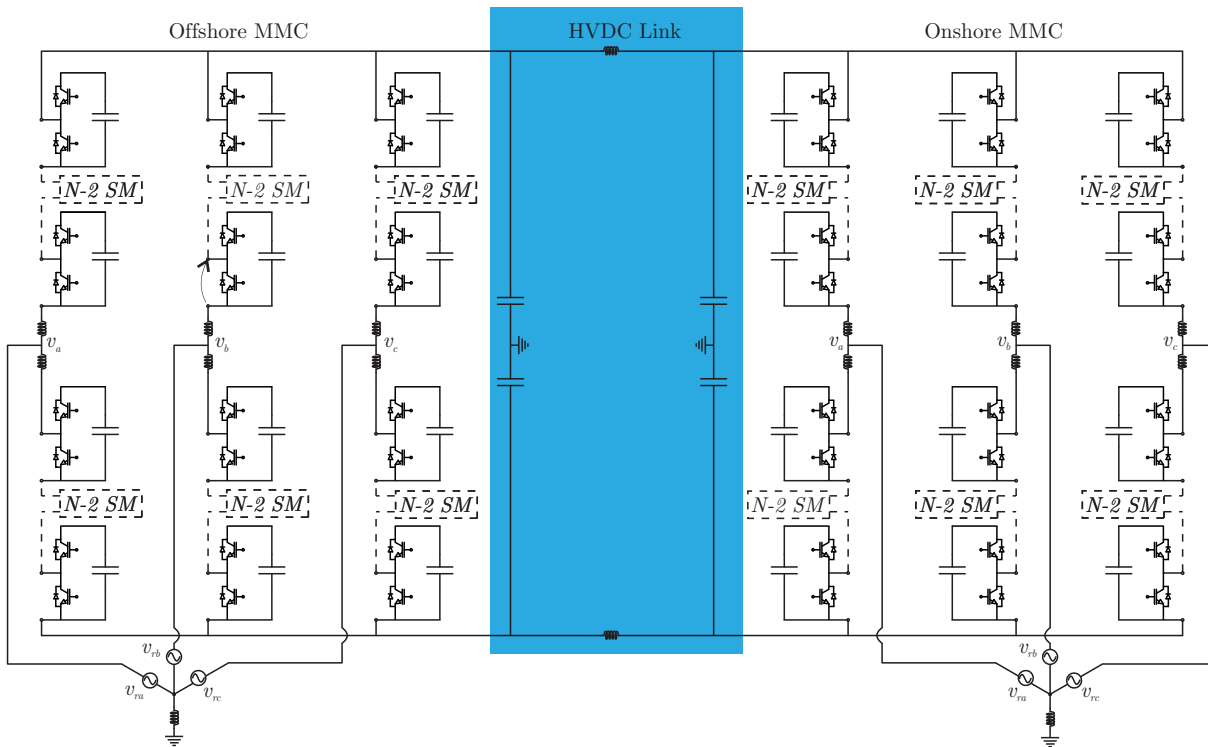 Offshore MMC HVDC Link Onshore MMC
N-2 SM N-2 SM N-2 SM N-2 SM N-2 SM N-2 SM
v_a v_b v_c v_a v_b v_c
N-2 SM N-2 SM N-2 SM N-2 SM N-2 SM N-2 SM
v_rb v_rb
v_ra v_rc v_ra v_rc